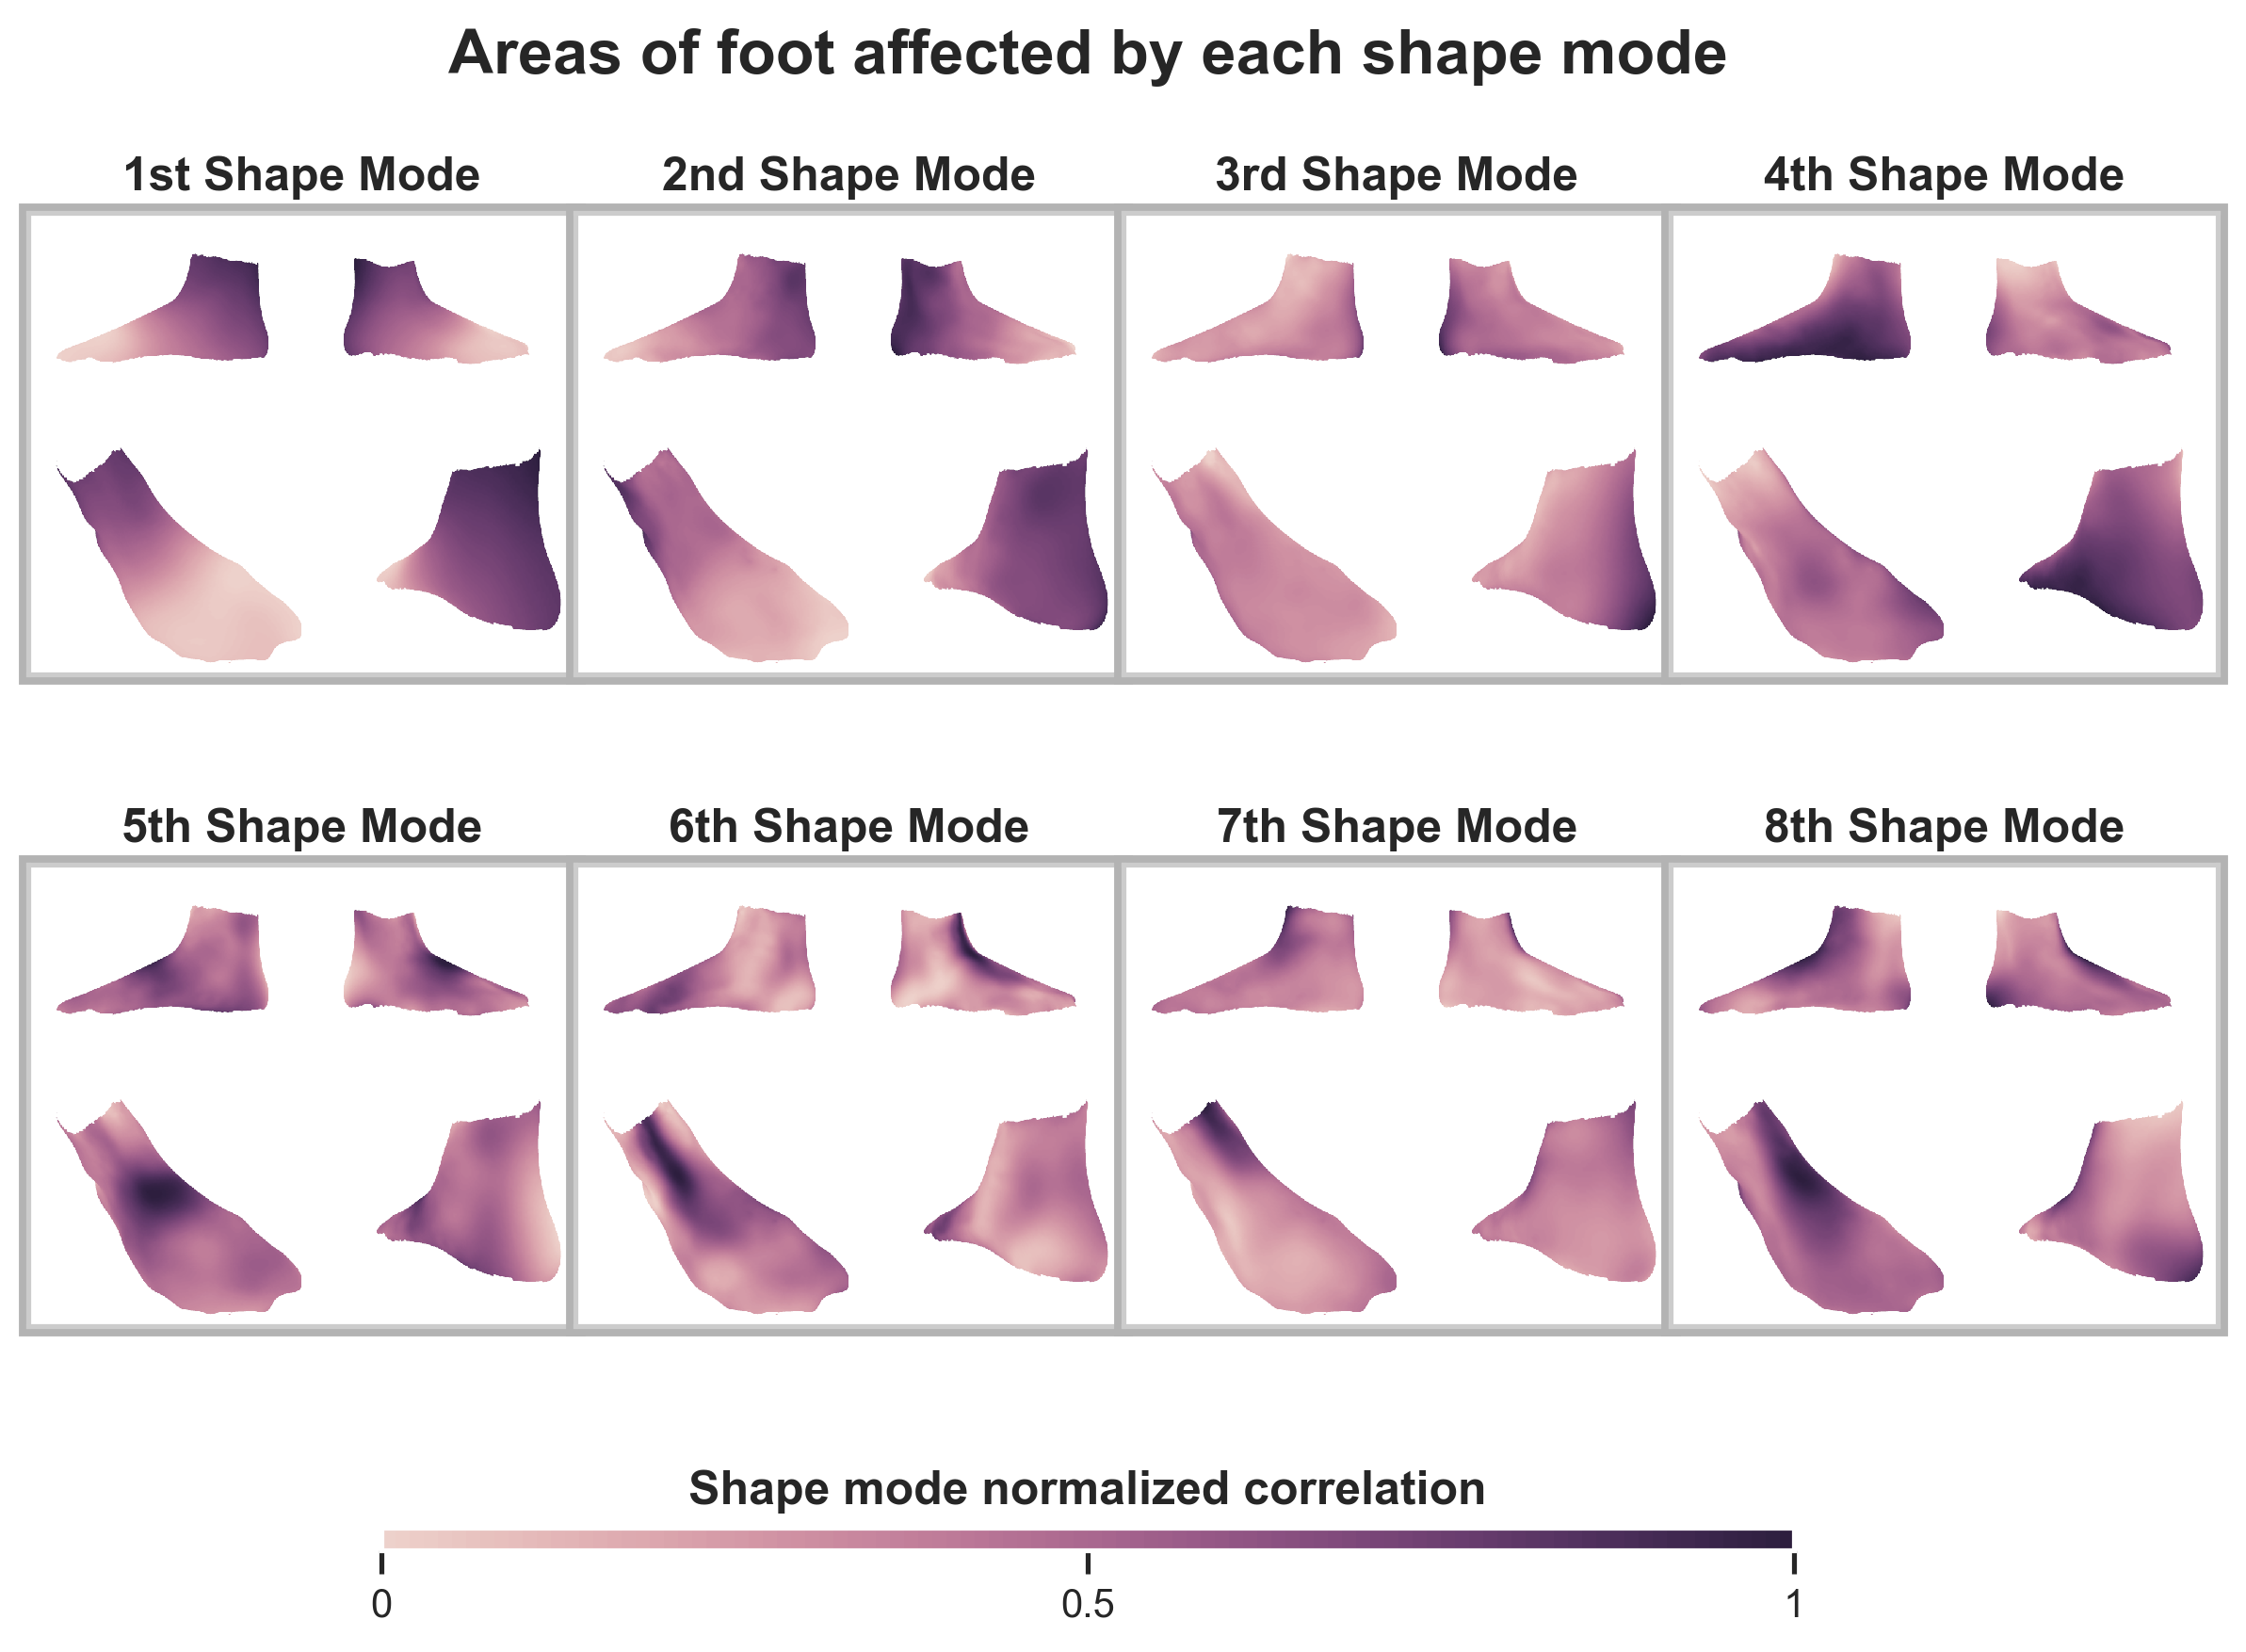 Areas of foot affected by each shape mode
1st Shape Mode
2nd Shape Mode
3rd Shape Mode
4th Shape Mode
5th Shape Mode
6th Shape Mode
7th Shape Mode
8th Shape Mode
Shape mode normalized correlation
0
0.5
1